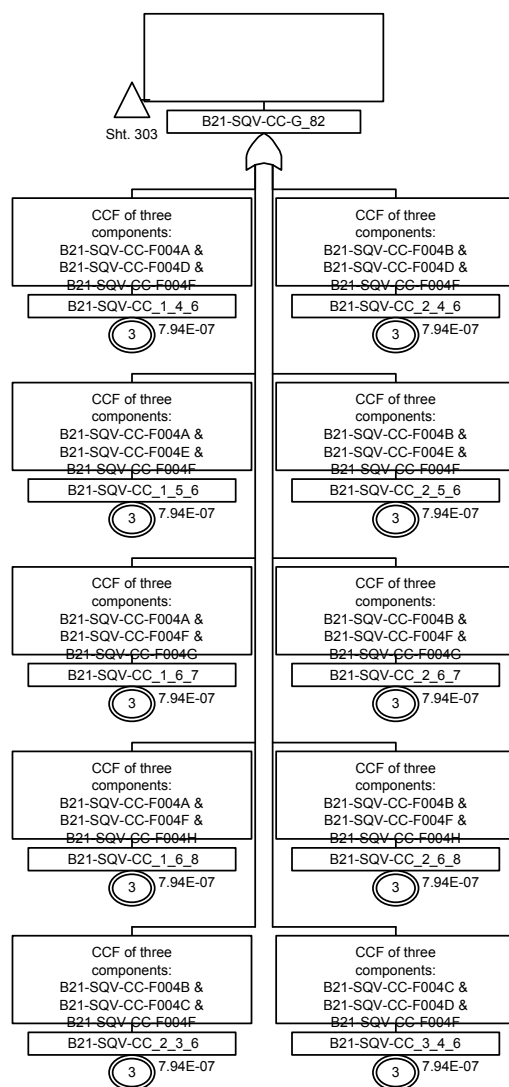 Sht. 303
B21-SQV-CC-G_82
CCF of three
components:
B21-SQV-CC-F004A &
B21-SQV-CC-F004D &
B21-SQV-CC-F004F
B21-SQV-CC_1_4_6
3
7.94E-07
CCF of three
components:
B21-SQV-CC-F004B &
B21-SQV-CC-F004D &
B21-SQV-CC-F004F
B21-SQV-CC_2_4_6
3
7.94E-07
CCF of three
components:
B21-SQV-CC-F004A &
B21-SQV-CC-F004E &
B21-SQV-CC-F004F
B21-SQV-CC_1_5_6
3
7.94E-07
CCF of three
components:
B21-SQV-CC-F004B &
B21-SQV-CC-F004E &
B21-SQV-CC-F004F
B21-SQV-CC_2_5_6
3
7.94E-07
CCF of three
components:
B21-SQV-CC-F004A &
B21-SQV-CC-F004F &
B21-SQV-CC-F004G
B21-SQV-CC_1_6_7
3
7.94E-07
CCF of three
components:
B21-SQV-CC-F004B &
B21-SQV-CC-F004F &
B21-SQV-CC-F004G
B21-SQV-CC_2_6_7
3
7.94E-07
CCF of three
components:
B21-SQV-CC-F004A &
B21-SQV-CC-F004F &
B21-SQV-CC-F004H
B21-SQV-CC_1_6_8
3
7.94E-07
CCF of three
components:
B21-SQV-CC-F004B &
B21-SQV-CC-F004F &
B21-SQV-CC-F004H
B21-SQV-CC_2_6_8
3
7.94E-07
CCF of three
components:
B21-SQV-CC-F004B &
B21-SQV-CC-F004C &
B21-SQV-CC-F004F
B21-SQV-CC_2_3_6
3
7.94E-07
CCF of three
components:
B21-SQV-CC-F004C &
B21-SQV-CC-F004D &
B21-SQV-CC-F004F
B21-SQV-CC_3_4_6
3
7.94E-07